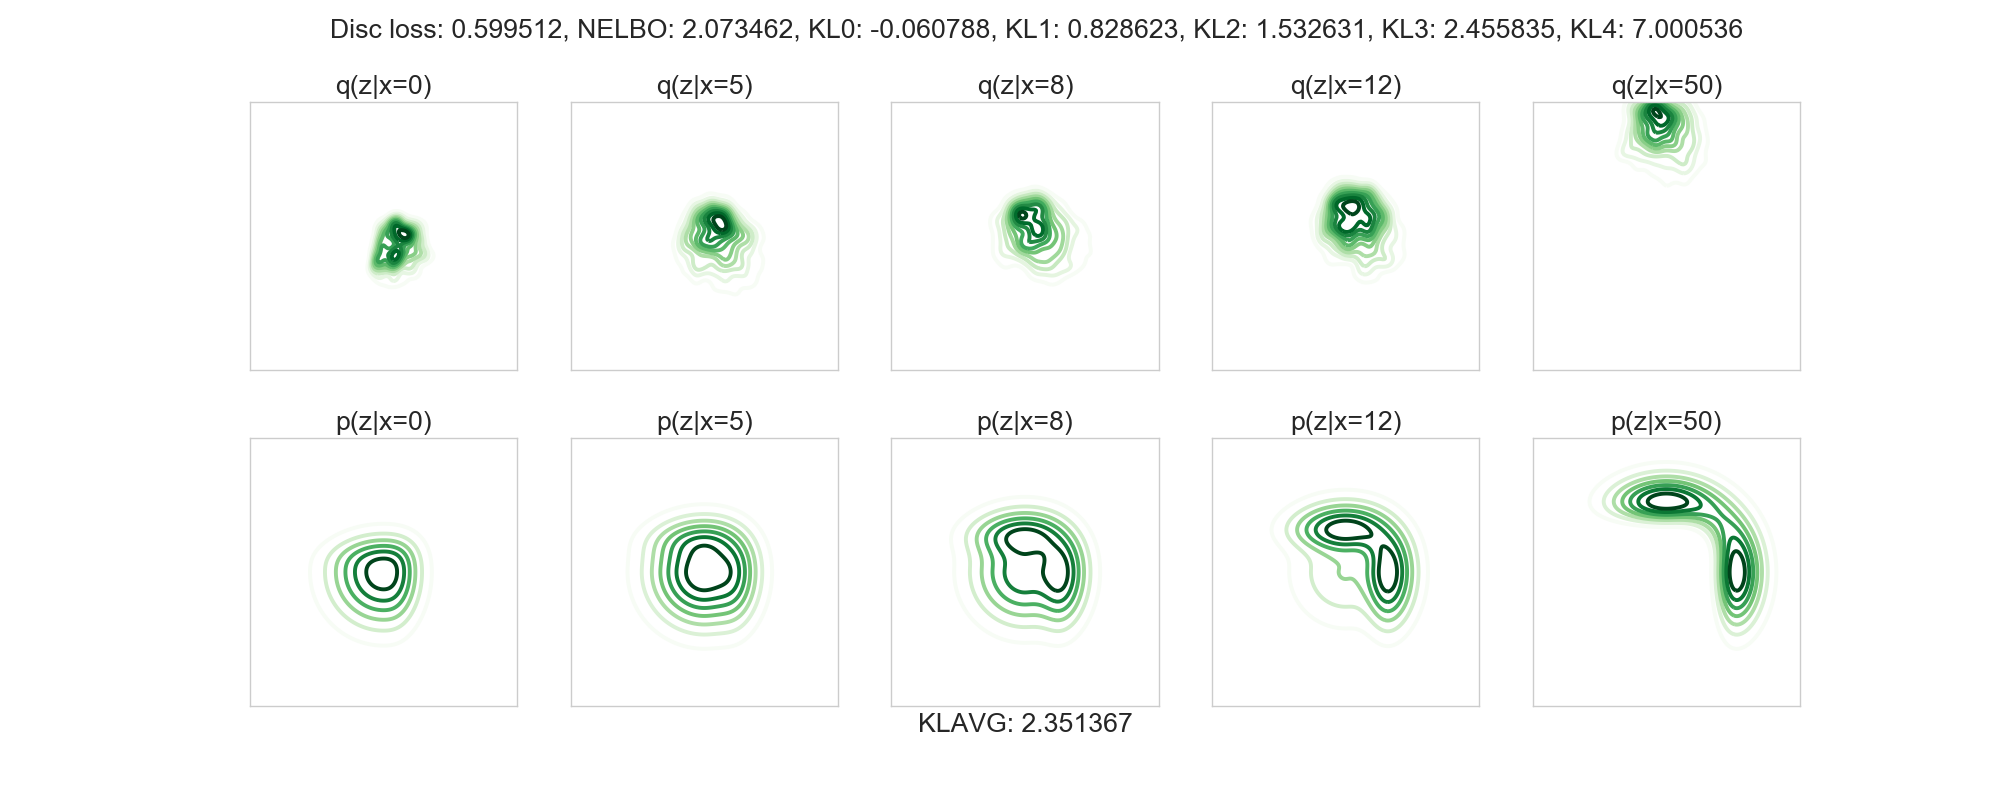 Disc loss: 0.599512, NELBO: 2.073462, KL0: -0.060788, KL1: 0.828623, KL2: 1.532631, KL3: 2.455835, KL4: 7.000536
q(z|x=0) q(z|x=5) q(z|x=8) q(z|x=12) q(z|x=50)
p(z|x=0) p(z|x=5) p(z|x=8) p(z|x=12) p(z|x=50)
KLAVG: 2.351367